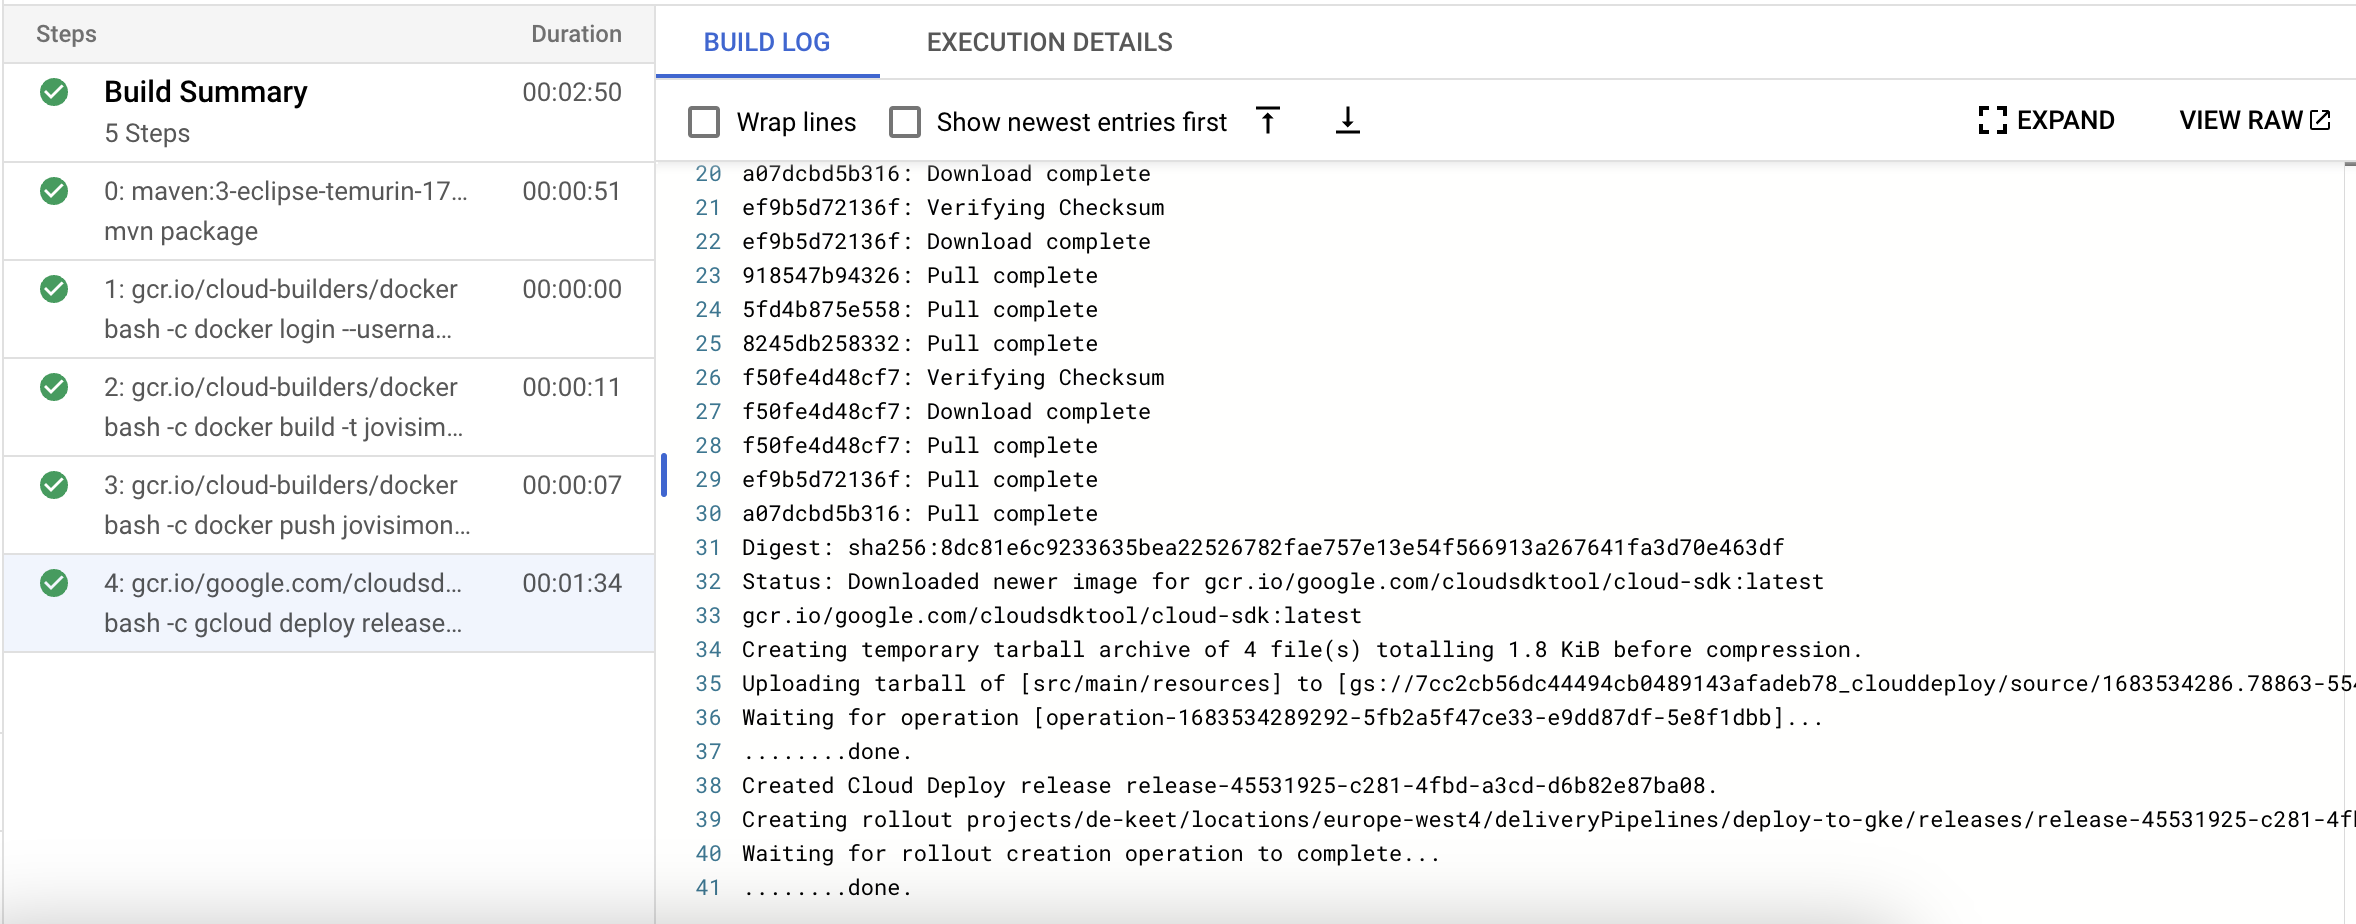 Steps Duration
Build Summary 00:02:50
5 Steps
0: maven:3-eclipse-temurin-17... 00:00:51
mvn package
1: gcr.io/cloud-builders/docker 00:00:00
bash -c docker login --userna...
2: gcr.io/cloud-builders/docker 00:00:11
bash -c docker build -t jovisim...
3: gcr.io/cloud-builders/docker 00:00:07
bash -c docker push jovisimon...
4: gcr.io/google.com/cloudsd... 00:01:34
bash -c gcloud deploy release...
BUILD LOG EXECUTION DETAILS
Wrap lines Show newest entries first EXPAND VIEW RAW
20 a07dcbd5b316: Download complete
21 ef9b5d72136f: Verifying Checksum
22 ef9b5d72136f: Download complete
23 918547b94326: Pull complete
24 5fd4b875e558: Pull complete
25 8245db258332: Pull complete
26 f50fe4d48cf7: Verifying Checksum
27 f50fe4d48cf7: Download complete
28 f50fe4d48cf7: Pull complete
29 ef9b5d72136f: Pull complete
30 a07dcbd5b316: Pull complete
31 Digest: sha256:8dc81e6c9233635bea22526782fae757e13e54f566913a267641fa3d70e463df
32 Status: Downloaded newer image for gcr.io/google.com/cloudsdktool/cloud-sdk:latest
33 gcr.io/google.com/cloudsdktool/cloud-sdk:latest
34 Creating temporary tarball archive of 4 file(s) totalling 1.8 KiB before compression.
35 Uploading tarball of [src/main/resources] to [gs://7cc2cb56dc44494cb0489143afadeb78_clouddeploy/source/1683534286.78863-554
36 Waiting for operation [operation-1683534289292-5fb2a5f47ce33-e9dd87df-5e8f1dbb]...
37 ........done.
38 Created Cloud Deploy release release-45531925-c281-4fbd-a3cd-d6b82e87ba08.
39 Creating rollout projects/de-keet/locations/europe-west4/deliveryPipelines/deploy-to-gke/releases/release-45531925-c281-4f
40 Waiting for rollout creation operation to complete...
41 ........done.